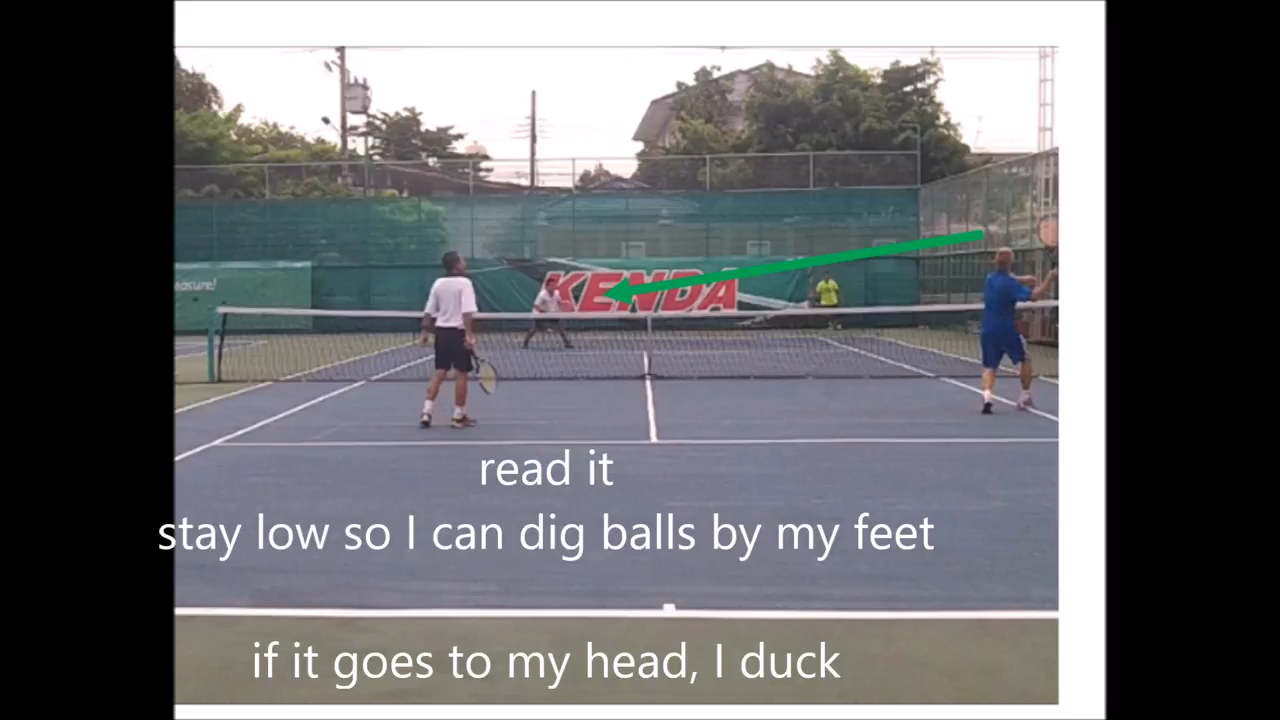 easure!
KENDA
read it
stay low so I can dig balls by my feet
if it goes to my head, I duck